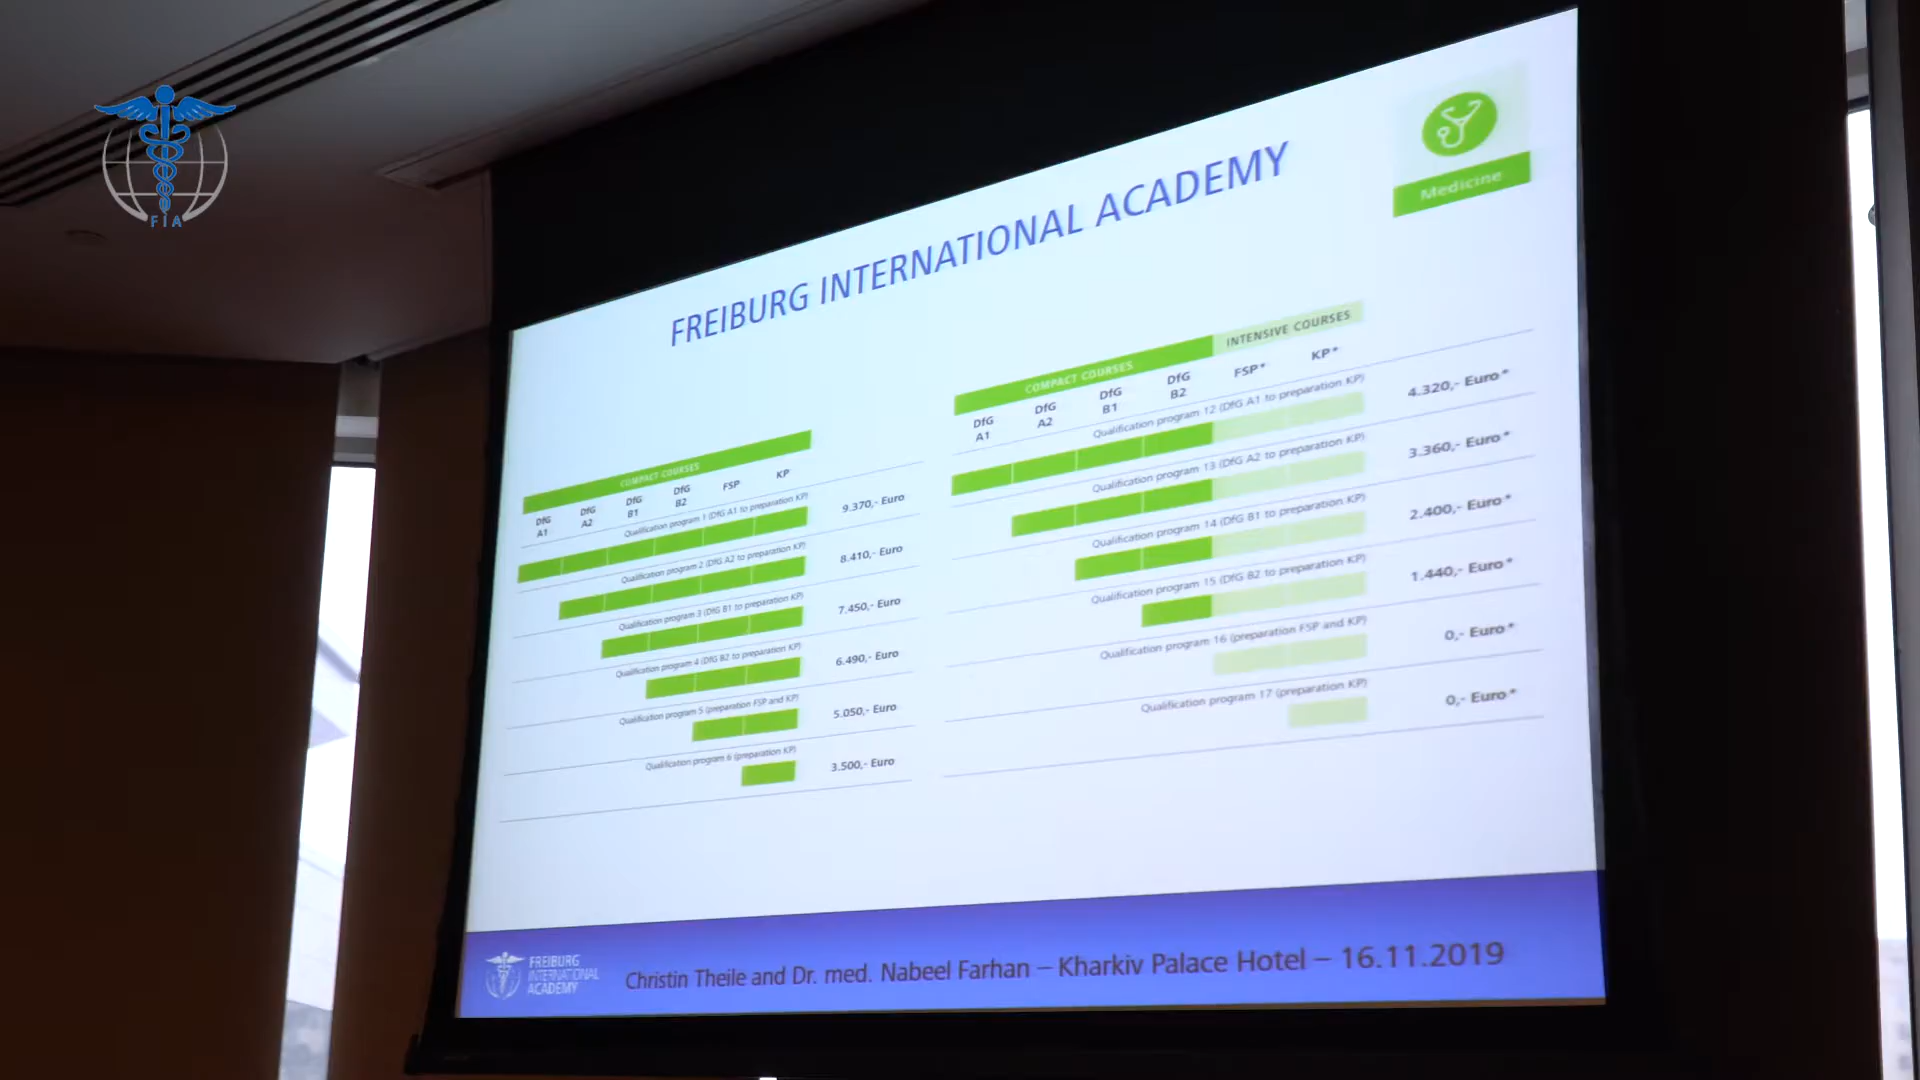 FIA
FREIBURG INTERNATIONAL ACADEMY
Medicine
COMPACT COURSES
DfG A1 DfG A2 DfG B1 DfG B2 FSP KP
Qualification program 1 (DfG A1 to preparation KP)
9.370,- Euro
Qualification program 2 (DfG A2 to preparation KP)
8.410,- Euro
Qualification program 3 (DfG B1 to preparation KP)
7.450,- Euro
Qualification program 4 (DfG B2 to preparation KP)
6.490,- Euro
Qualification program 5 (preparation FSP and KP)
5.050,- Euro
Qualification program 6 (preparation KP)
3.500,- Euro
COMPACT COURSES INTENSIVE COURSES
DfG A1 DfG A2 DfG B1 DfG B2 FSP* KP*
Qualification program 12 (DfG A1 to preparation KP)
4.320,- Euro*
Qualification program 13 (DfG A2 to preparation KP)
3.360,- Euro*
Qualification program 14 (DfG B1 to preparation KP)
2.400,- Euro*
Qualification program 15 (DfG B2 to preparation KP)
1.440,- Euro*
Qualification program 16 (preparation FSP and KP)
0,- Euro*
Qualification program 17 (preparation KP)
0,- Euro*
FREIBURG
INTERNATIONAL
ACADEMY
Christin Theile and Dr. med. Nabeel Farhan – Kharkiv Palace Hotel – 16.11.2019